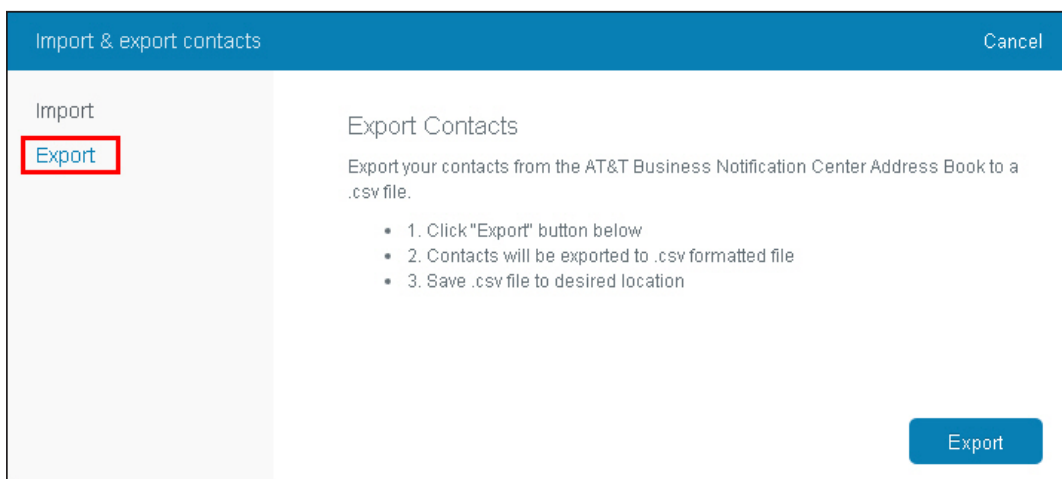 Import & export contacts
Cancel
Import
Export
Export Contacts
Export your contacts from the AT&T Business Notification Center Address Book to a
.csv file.
• 1. Click "Export" button below
• 2. Contacts will be exported to .csv formatted file
• 3. Save .csv file to desired location
Export